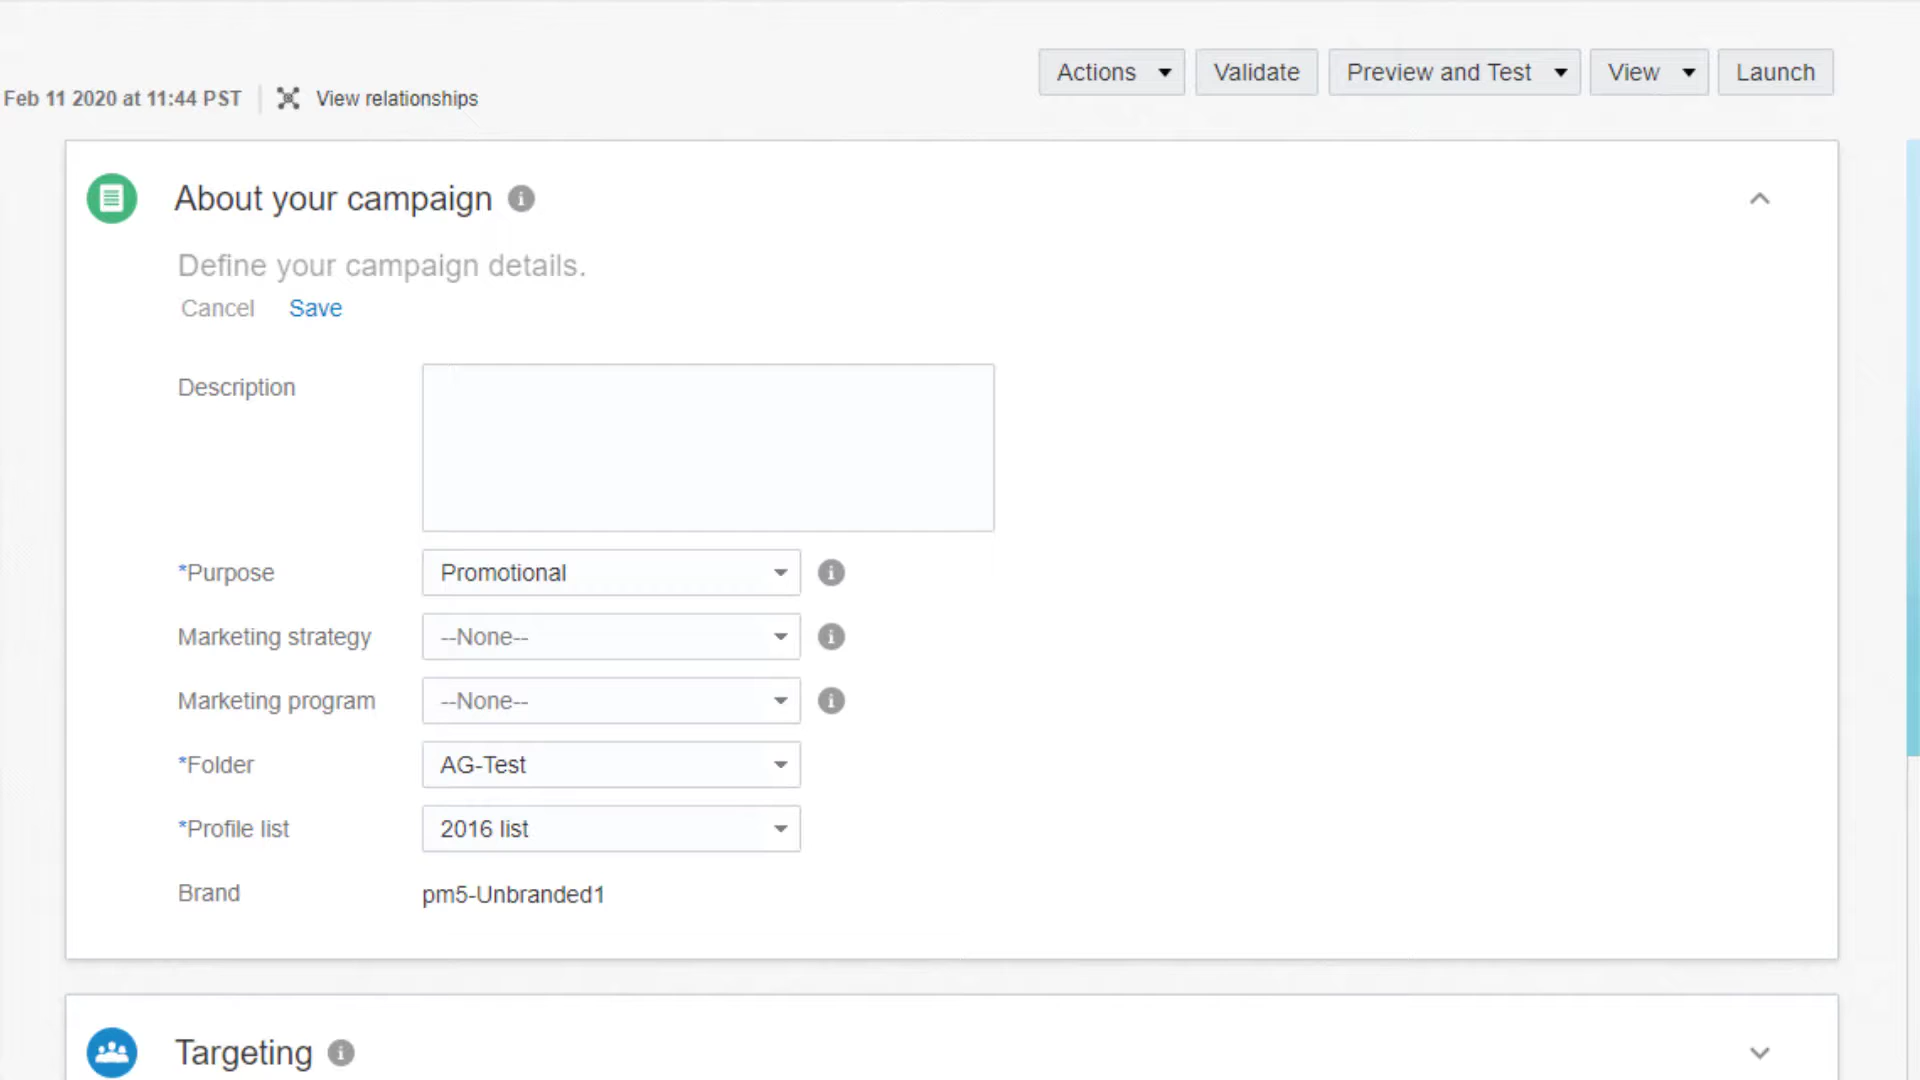 Actions Validate Preview and Test View Launch
Feb 11 2020 at 11:44 PST View relationships
About your campaign
Define your campaign details.
Cancel Save
Description
*Purpose Promotional
Marketing strategy --None--
Marketing program --None--
*Folder AG-Test
*Profile list 2016 list
Brand pm5-Unbranded1
Targeting